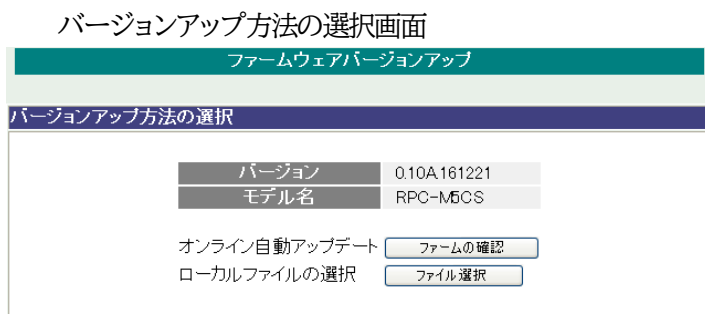 バージョンアップ方法の選択画面
ファームウェアバージョンアップ
バージョンアップ方法の選択
バージョン 0.10A.161221
モデル名 RPC-M5CS
オンライン自動アップデート ファームの確認
ローカルファイルの選択 ファイル選択